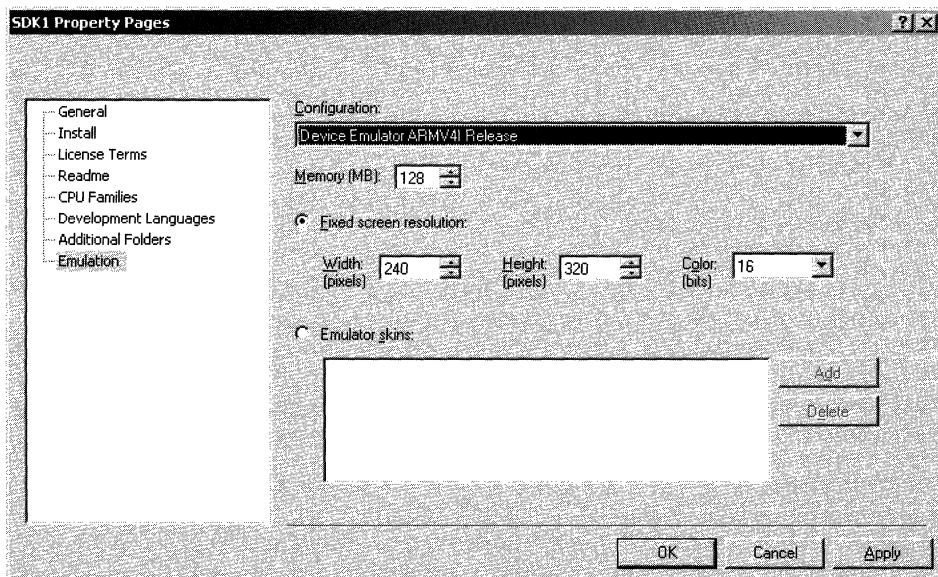 SDK1 Property Pages
General
Install
License Terms
Readme
CPU Families
Development Languages
Additional Folders
Emulation
Configuration:
Device Emulator ARMV4I Release
Memory (MB): 128
Fixed screen resolution:
Width: (pixels) 240 Height: (pixels) 320 Color: (bits) 16
Emulator skins:
Add
Delete
OK Cancel Apply